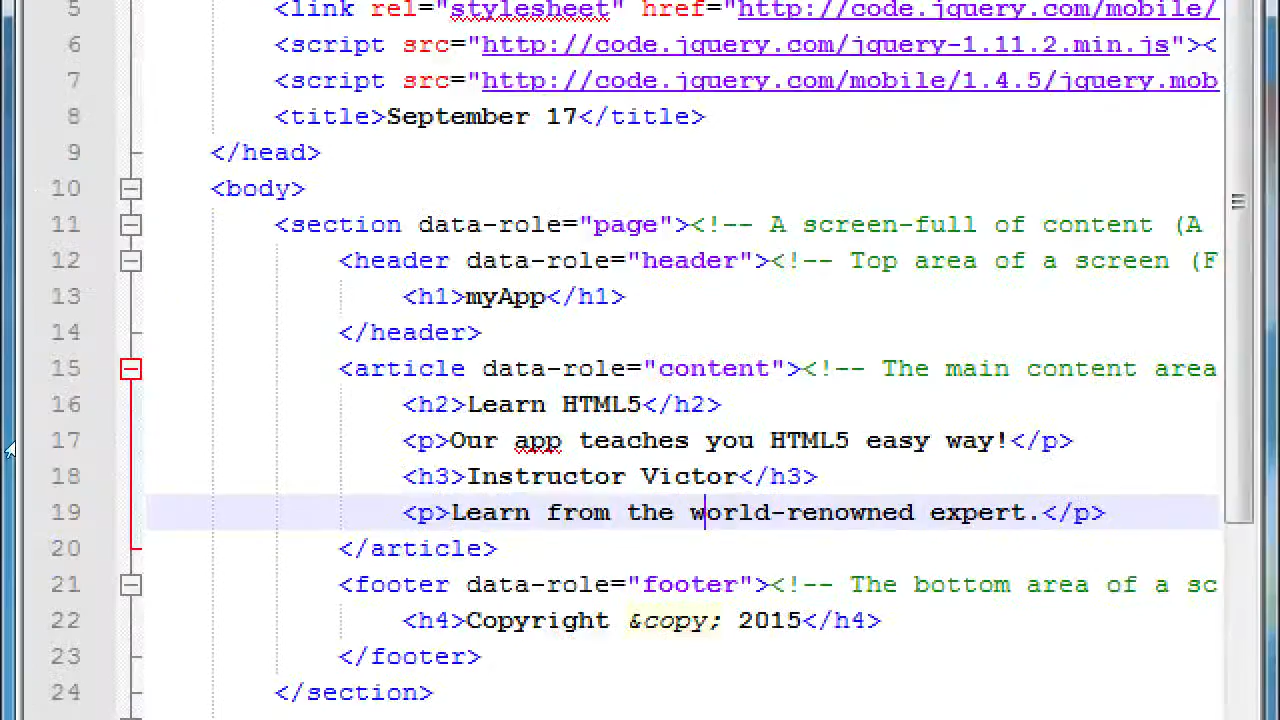 5 <link rel="stylesheet" href="http://code.jquery.com/mobile/
6 <script src="http://code.jquery.com/jquery-1.11.2.min.js"><
7 <script src="http://code.jquery.com/mobile/1.4.5/jquery.mob
8 <title>September 17</title>
9 </head>
10 <body>
11 <section data-role="page"><!-- A screen-full of content (A
12 <header data-role="header"><!-- Top area of a screen (F
13 <h1>myApp</h1>
14 </header>
15 <article data-role="content"><!-- The main content area
16 <h2>Learn HTML5</h2>
17 <p>Our app teaches you HTML5 easy way!</p>
18 <h3>Instructor Victor</h3>
19 <p>Learn from the world-renowned expert.</p>
20 </article>
21 <footer data-role="footer"><!-- The bottom area of a sc
22 <h4>Copyright &copy; 2015</h4>
23 </footer>
24 </section>